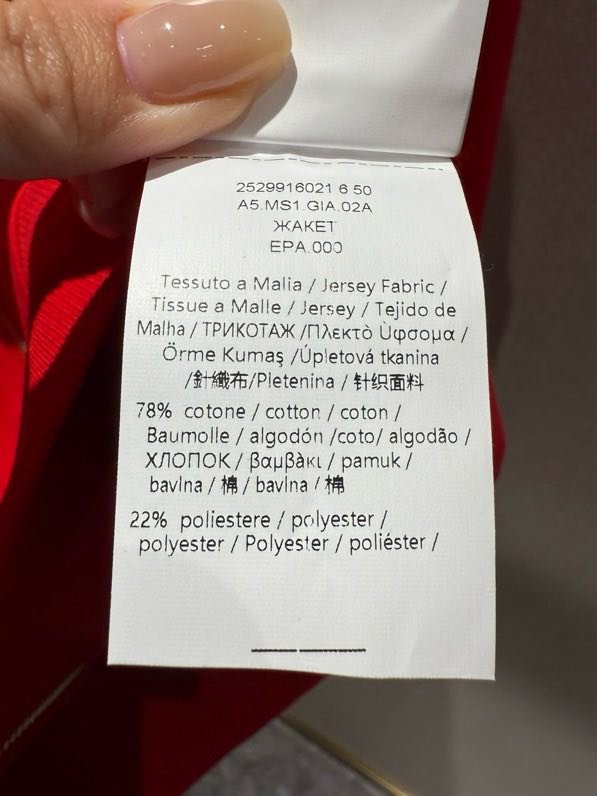 2529916021 6 50
A5.MS1.GIA.02A
ЖАКЕТ
EPA.000
Tessuto a Malia / Jersey Fabric /
Tissue a Malle / Jersey / Tejido de
Malha / ТРИКОТАЖ /Πλεκτὸ Ὺφσομα /
Örme Kumaş /Úpletová tkanina
/針織布/Pletenina / 针织面料
78% cotone / cotton / coton /
Baumolle / algodón /coto/ algodão /
ХЛОПОК / βαμβὰκι / pamuk /
bavlna / 棉 / bavlna / 棉
22% poliestere / polyester /
polyester / Polyester / poliéster /